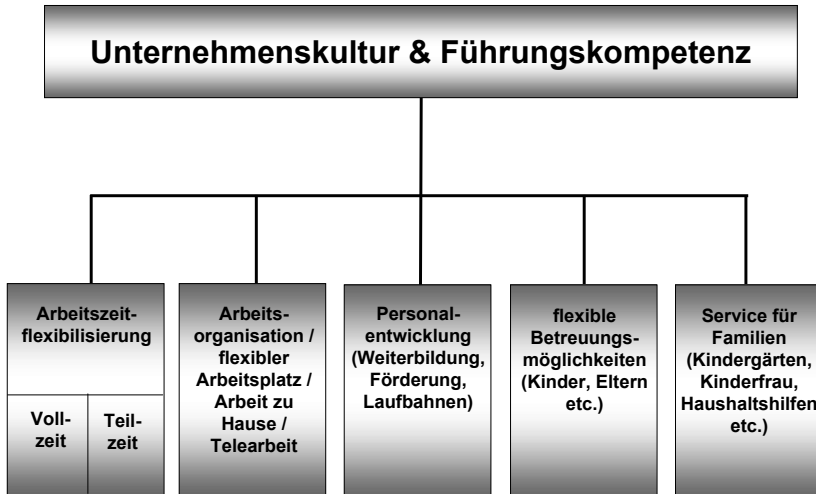 Unternehmenskultur & Führungskompetenz
Arbeitszeit-
flexibilisierung
Voll-
zeit
Teil-
zeit
Arbeits-
organisation /
flexibler
Arbeitsplatz /
Arbeit zu
Hause /
Telearbeit
Personal-
entwicklung
(Weiterbildung,
Förderung,
Laufbahnen)
flexible
Betreuungs-
möglichkeiten
(Kinder, Eltern
etc.)
Service für
Familien
(Kindergärten,
Kinderfrau,
Haushaltshilfen
etc.)